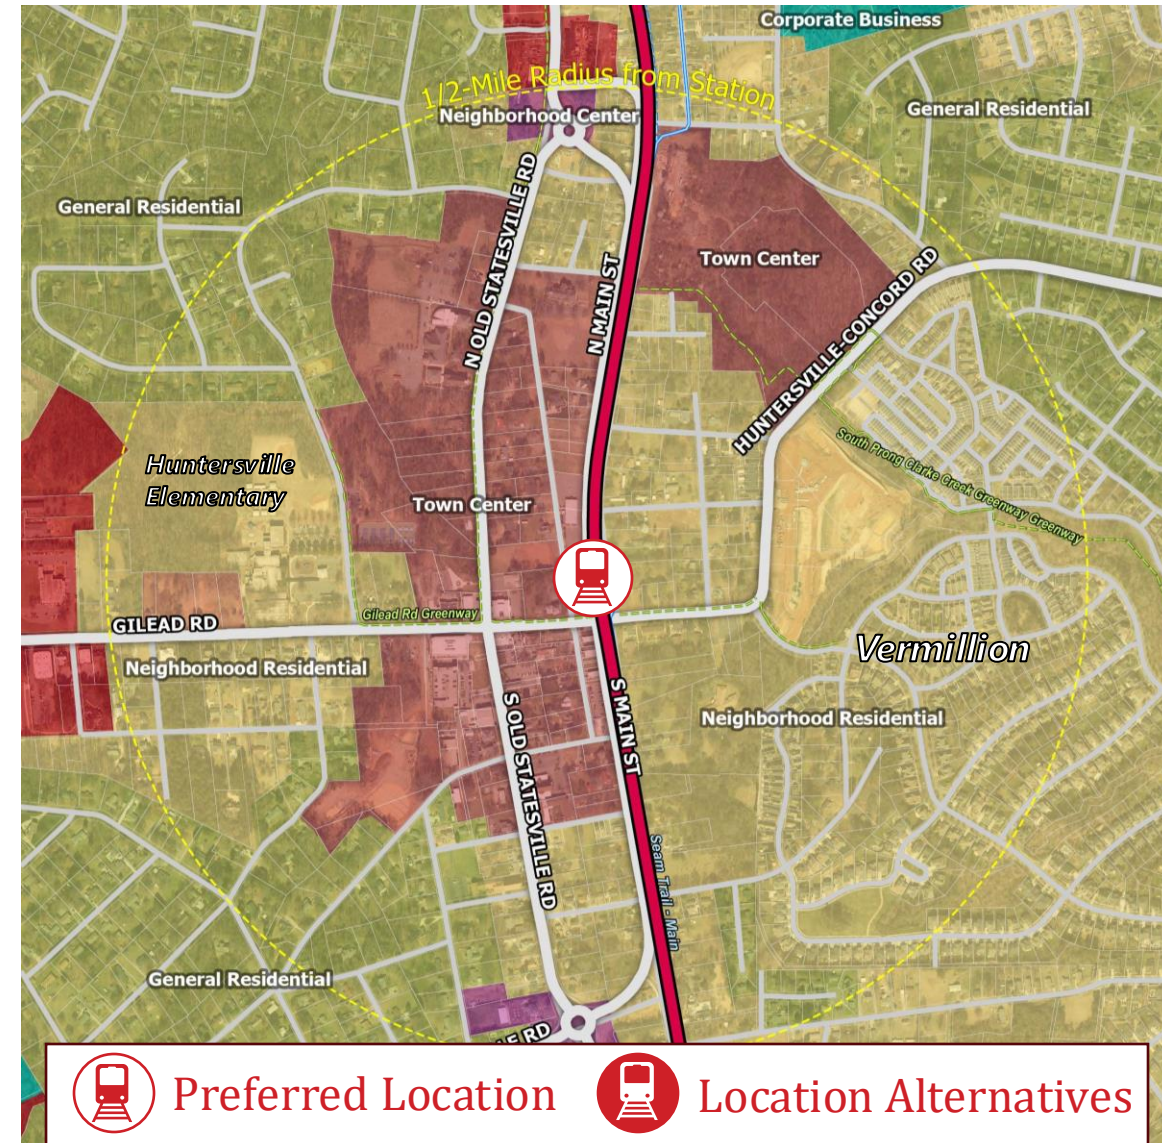 Corporate Business
1/2-Mile Radius from Station
General Residential
Neighborhood Center
General Residential
N OLD STATESVILLE RD
Town Center
N MAIN ST
HUNTERSVILLE-CONCORD RD
Huntersville
Elementary
South Prong Clarke Creek Greenway Greenway
Town Center
Gilead Rd Greenway
GILEAD RD
Vermillion
Neighborhood Residential
S MAIN ST
Neighborhood Residential
S OLD STATESVILLE RD
Seam Trail - Main
General Residential
LE RD
Preferred Location
Location Alternatives